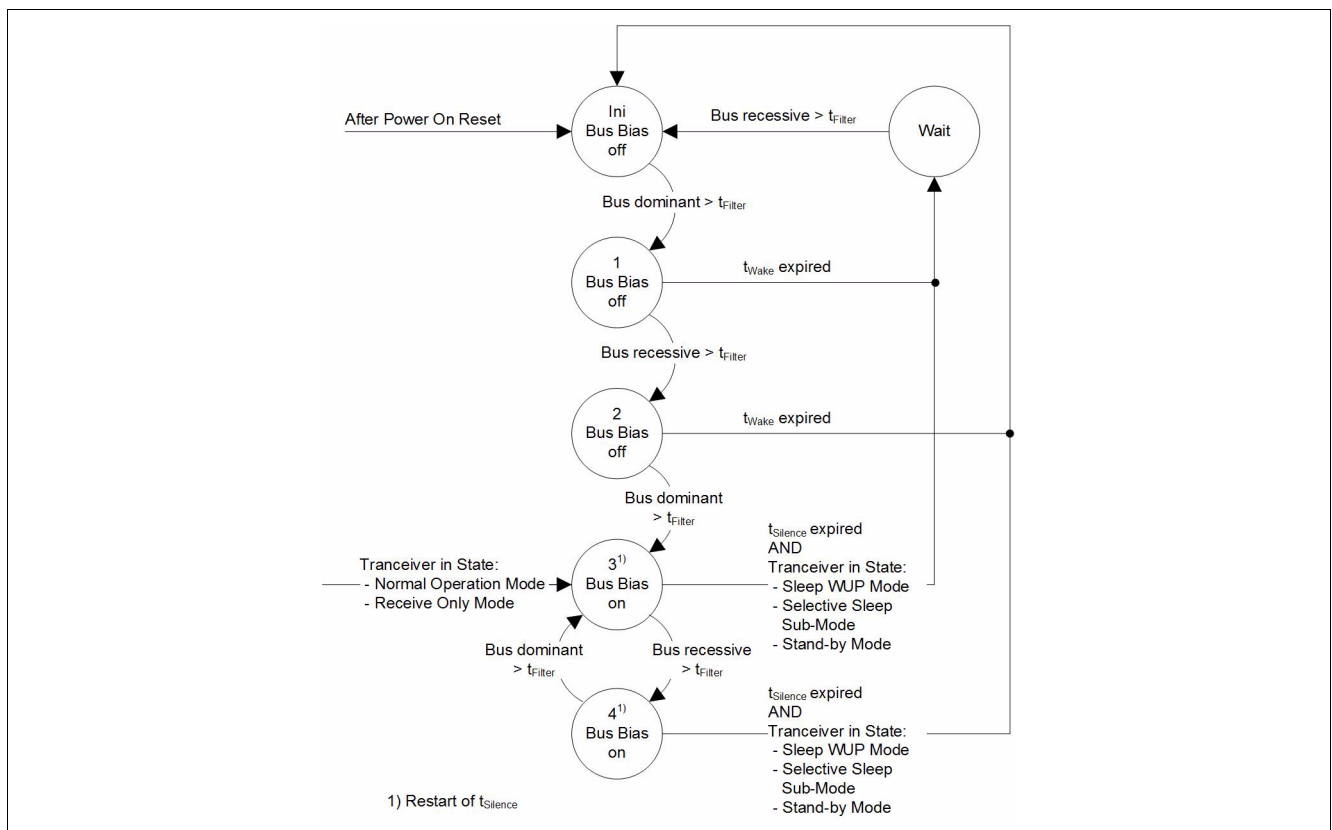 Ini
Bus Bias
off
After Power On Reset
Bus recessive > tFilter
Wait
Bus dominant > tFilter
1
Bus Bias
off
tWake expired
Bus recessive > tFilter
2
Bus Bias
off
tWake expired
Bus dominant
> tFilter
Tranceiver in State:
- Normal Operation Mode
- Receive Only Mode
3¹⁾
Bus Bias
on
tSilence expired
AND
Tranceiver in State:
- Sleep WUP Mode
- Selective Sleep
Sub-Mode
- Stand-by Mode
Bus dominant
> tFilter
Bus recessive
> tFilter
4¹⁾
Bus Bias
on
tSilence expired
AND
Tranceiver in State:
- Sleep WUP Mode
- Selective Sleep
Sub-Mode
- Stand-by Mode
1) Restart of tSilence